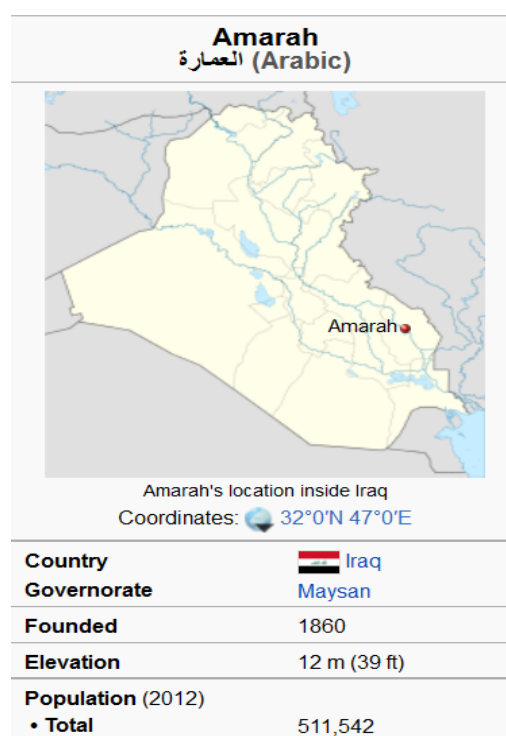 Amarah
العمارة (Arabic)
Amarah
Amarah's location inside Iraq
Coordinates: 32°0′N 47°0′E
Country Iraq
Governorate Maysan
Founded 1860
Elevation 12 m (39 ft)
Population (2012)
• Total 511,542